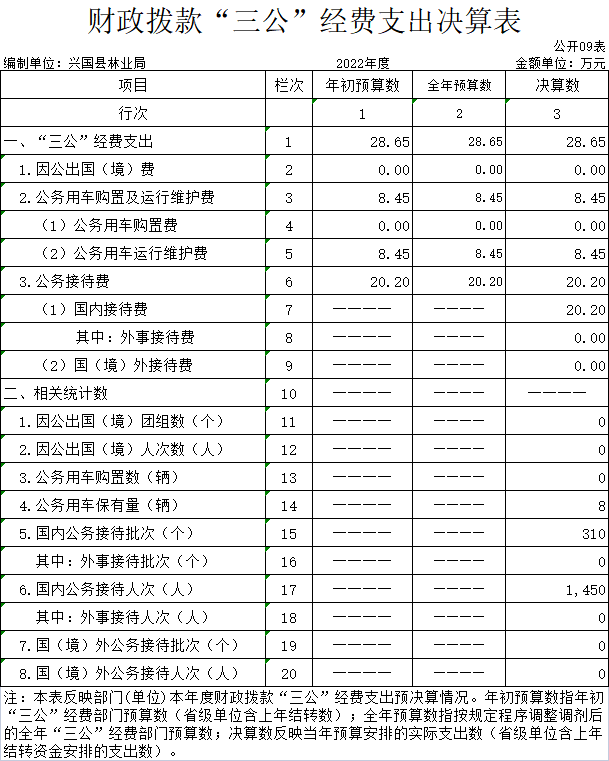 财政拨款“三公”经费支出决算表
公开09表
编制单位：兴国县林业局 2022年度 金额单位：万元
项目 栏次 年初预算数 全年预算数 决算数
行次 1 2 3
一、“三公”经费支出 1 28.65 28.65 28.65
1.因公出国（境）费 2 0.00 0.00 0.00
2.公务用车购置及运行维护费 3 8.45 8.45 8.45
（1）公务用车购置费 4 0.00 0.00 0.00
（2）公务用车运行维护费 5 8.45 8.45 8.45
3.公务接待费 6 20.20 20.20 20.20
（1）国内接待费 7 ———— ———— 20.20
其中：外事接待费 8 ———— ———— 0.00
（2）国（境）外接待费 9 ———— ———— 0.00
二、相关统计数 10 ———— ———— ————
1.因公出国（境）团组数（个） 11 ———— ———— 0
2.因公出国（境）人次数（人） 12 ———— ———— 0
3.公务用车购置数（辆） 13 ———— ———— 0
4.公务用车保有量（辆） 14 ———— ———— 8
5.国内公务接待批次（个） 15 ———— ———— 310
其中：外事接待批次（个） 16 ———— ———— 0
6.国内公务接待人次（人） 17 ———— ———— 1,450
其中：外事接待人次（人） 18 ———— ———— 0
7.国（境）外公务接待批次（个） 19 ———— ———— 0
8.国（境）外公务接待人次（人） 20 ———— ———— 0
注：本表反映部门(单位)本年度财政拨款“三公”经费支出预决算情况。年初预算数指年初
“三公”经费部门预算数（省级单位含上年结转数）；全年预算数指按规定程序调整调剂后
的全年“三公”经费部门预算数；决算数反映当年预算安排的实际支出数（省级单位含上年
结转资金安排的支出数）。